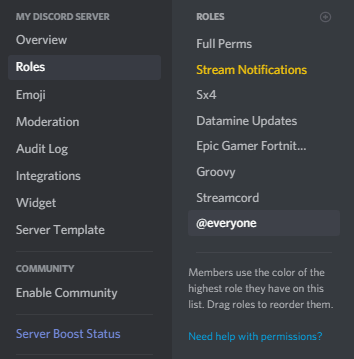 MY DISCORD SERVER
Overview
Roles
Emoji
Moderation
Audit Log
Integrations
Widget
Server Template
COMMUNITY
Enable Community
Server Boost Status
ROLES
Full Perms
Stream Notifications
Sx4
Datamine Updates
Epic Gamer Fortnit...
Groovy
Streamcord
@everyone
Members use the color of the
highest role they have on this
list. Drag roles to reorder them.
Need help with permissions?